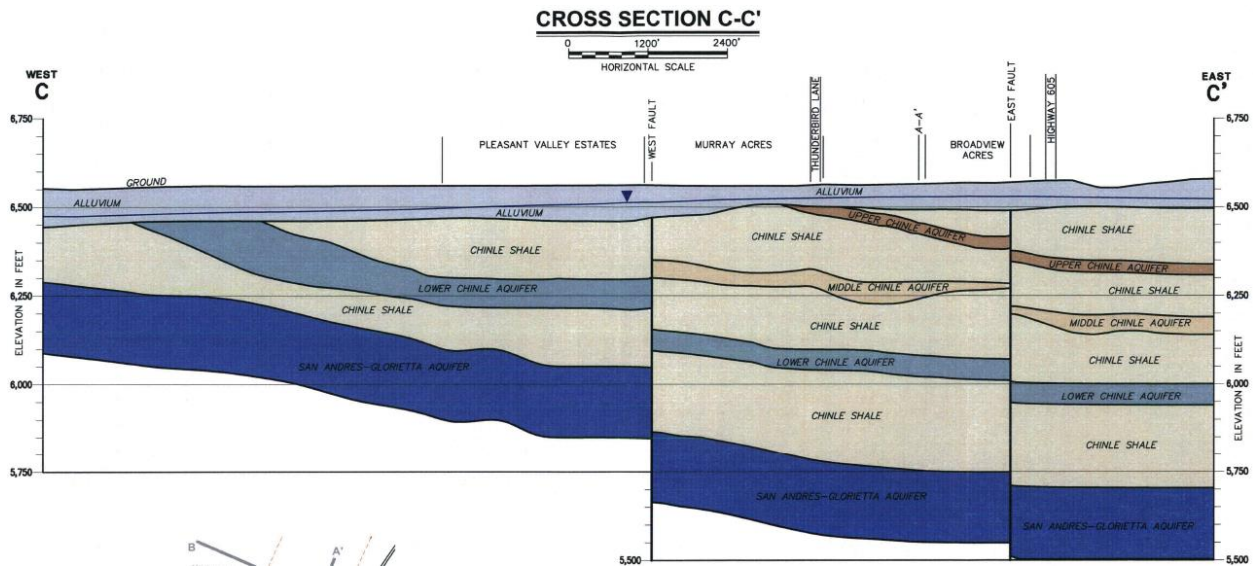 CROSS SECTION C-C'
0 1200' 2400'
HORIZONTAL SCALE
WEST
C
EAST
C'
WEST FAULT
THUNDERBIRD LANE
A-A'
EAST FAULT
HIGHWAY 605
6,750
6,750
PLEASANT VALLEY ESTATES
MURRAY ACRES
BROADVIEW
ACRES
GROUND
ALLUVIUM
ALLUVIUM
6,500
ALLUVIUM
6,500
UPPER CHINLE AQUIFER
CHINLE SHALE
CHINLE SHALE
CHINLE SHALE
UPPER CHINLE AQUIFER
LOWER CHINLE AQUIFER
MIDDLE CHINLE AQUIFER
CHINLE SHALE
6,250
6,250
CHINLE SHALE
CHINLE SHALE
MIDDLE CHINLE AQUIFER
ELEVATION IN FEET
ELEVATION IN FEET
SAN ANDRES-GLORIETTA AQUIFER
LOWER CHINLE AQUIFER
CHINLE SHALE
6,000
6,000
LOWER CHINLE AQUIFER
CHINLE SHALE
CHINLE SHALE
5,750
5,750
SAN ANDRES-GLORIETTA AQUIFER
SAN ANDRES-GLORIETTA AQUIFER
B
A'
5,500
5,500